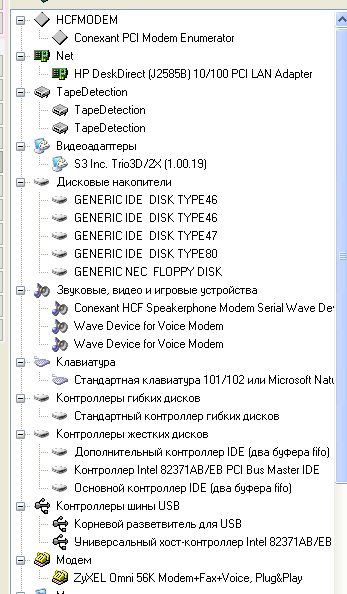 HCFMODEM
Conexant PCI Modem Enumerator
Net
HP DeskDirect (J2585B) 10/100 PCI LAN Adapter
TapeDetection
TapeDetection
TapeDetection
Видеоадаптеры
S3 Inc. Trio3D/2X (1.00.19)
Дисковые накопители
GENERIC IDE DISK TYPE46
GENERIC IDE DISK TYPE46
GENERIC IDE DISK TYPE47
GENERIC IDE DISK TYPE80
GENERIC NEC FLOPPY DISK
Звуковые, видео и игровые устройства
Conexant HCF Speakerphone Modem Serial Wave De
Wave Device for Voice Modem
Wave Device for Voice Modem
Клавиатура
Стандартная клавиатура 101/102 или Microsoft Natu
Контроллеры гибких дисков
Стандартный контроллер гибких дисков
Контроллеры жестких дисков
Дополнительный контроллер IDE (два буфера fifo)
Контроллер Intel 82371AB/EB PCI Bus Master IDE
Основной контроллер IDE (два буфера fifo)
Контроллеры шины USB
Корневой разветвитель для USB
Универсальный хост-контроллер Intel 82371AB/EB
Модем
ZyXEL Omni 56K Modem+Fax+Voice, Plug&Play